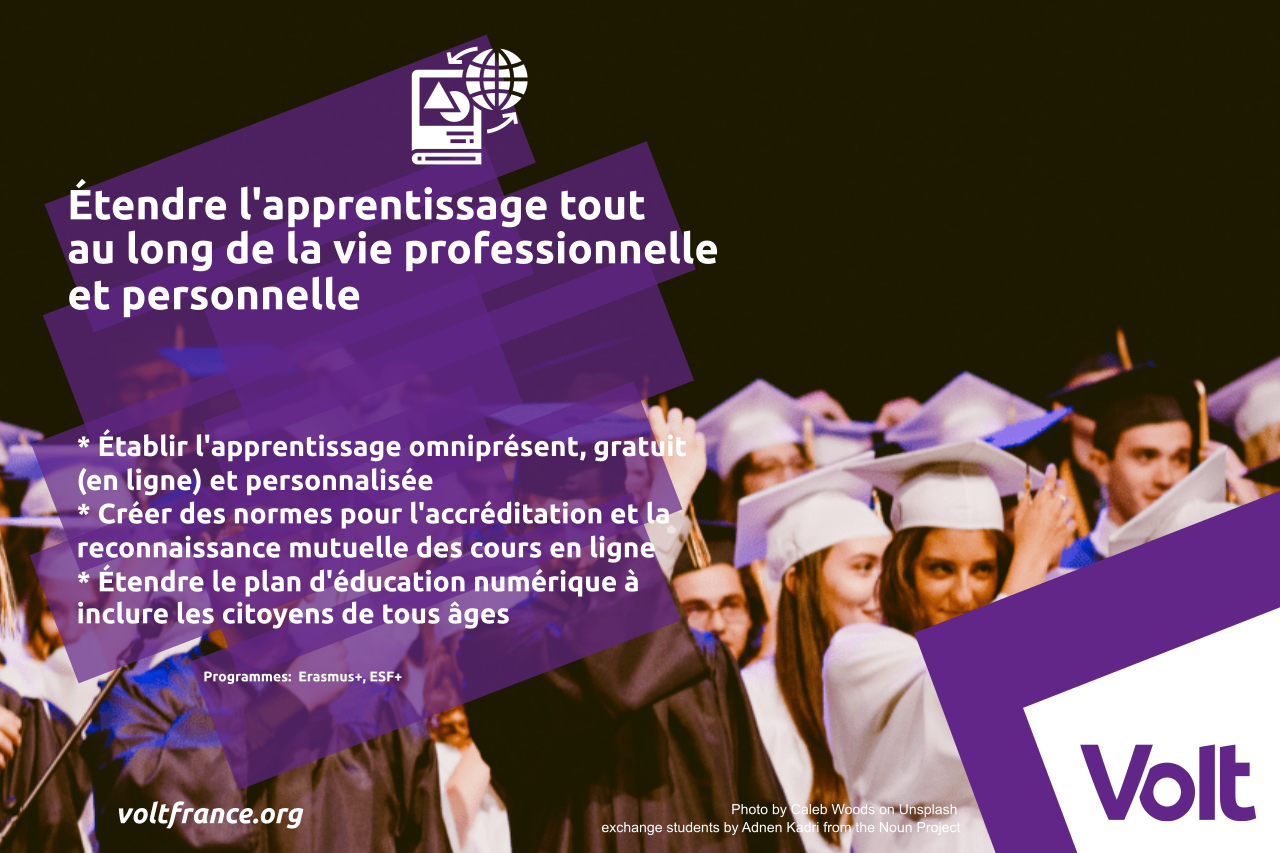 Étendre l'apprentissage tout
au long de la vie professionnelle
et personnelle
* Établir l'apprentissage omniprésent, gratuit
(en ligne) et personnalisée
* Créer des normes pour l'accréditation et la
reconnaissance mutuelle des cours en ligne
* Étendre le plan d'éducation numérique à
inclure les citoyens de tous âges
Programmes: Erasmus+, ESF+
voltfrance.org
Photo by Caleb Woods on Unsplash
exchange students by Adnen Kadri from the Noun Project
Volt